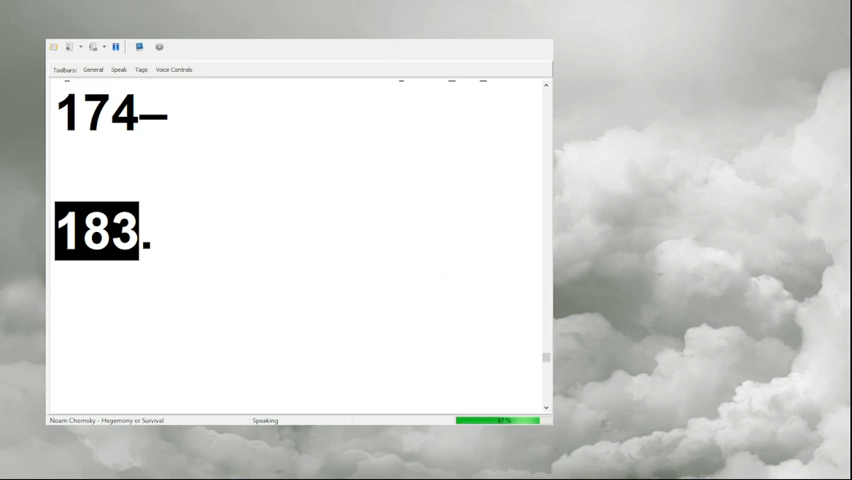 Toolbars: General Speak Tags Voice Controls
174–
183.
Noam Chomsky - Hegemony or Survival Speaking 67 %